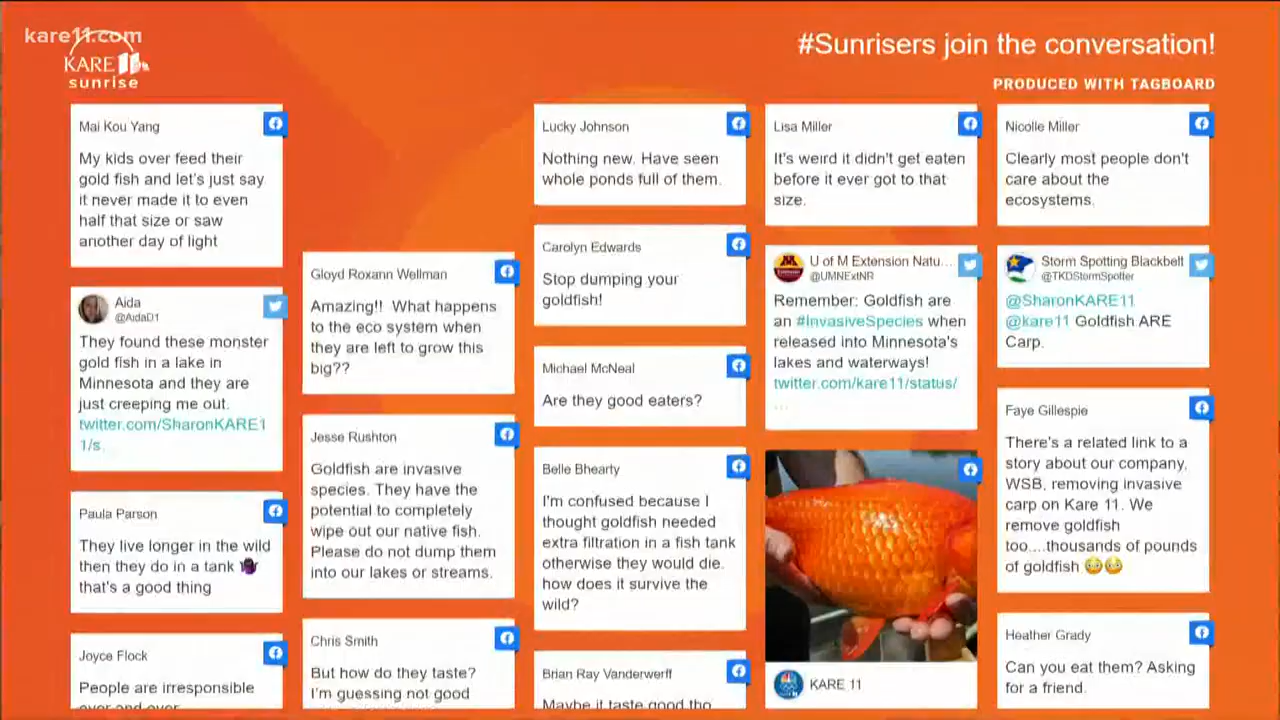 kare11.com
KARE 11
sunrise
#Sunrisers join the conversation!
PRODUCED WITH TAGBOARD
Mai Kou Yang
My kids over feed their
gold fish and let's just say
it never made it to even
half that size or saw
another day of light
Aida
@AidaD1
They found these monster
gold fish in a lake in
Minnesota and they are
just creeping me out.
twitter.com/SharonKARE1
1/s…
Paula Parson
They live longer in the wild
then they do in a tank
that's a good thing
Joyce Flock
People are irresponsible
over and over
Gloyd Roxann Wellman
Amazing!! What happens
to the eco system when
they are left to grow this
big??
Jesse Rushton
Goldfish are invasive
species. They have the
potential to completely
wipe out our native fish.
Please do not dump them
into our lakes or streams.
Chris Smith
But how do they taste?
I'm guessing not good
Lucky Johnson
Nothing new. Have seen
whole ponds full of them.
Carolyn Edwards
Stop dumping your
goldfish!
Michael McNeal
Are they good eaters?
Belle Bhearty
I'm confused because I
thought goldfish needed
extra filtration in a fish tank
otherwise they would die.
how does it survive the
wild?
Brian Ray Vanderwerff
Maybe it taste good tho
Lisa Miller
It's weird it didn't get eaten
before it ever got to that
size.
U of M Extension Natu…
@UMNExtNR
Remember: Goldfish are
an #InvasiveSpecies when
released into Minnesota's
lakes and waterways!
twitter.com/kare11/status/
…
KARE 11
Nicolle Miller
Clearly most people don't
care about the
ecosystems.
Storm Spotting Blackbelt
@TKDStormSpotter
@SharonKARE11
@kare11 Goldfish ARE
Carp.
Faye Gillespie
There's a related link to a
story about our company,
WSB, removing invasive
carp on Kare 11. We
remove goldfish
too....thousands of pounds
of goldfish 😳😳
Heather Grady
Can you eat them? Asking
for a friend.